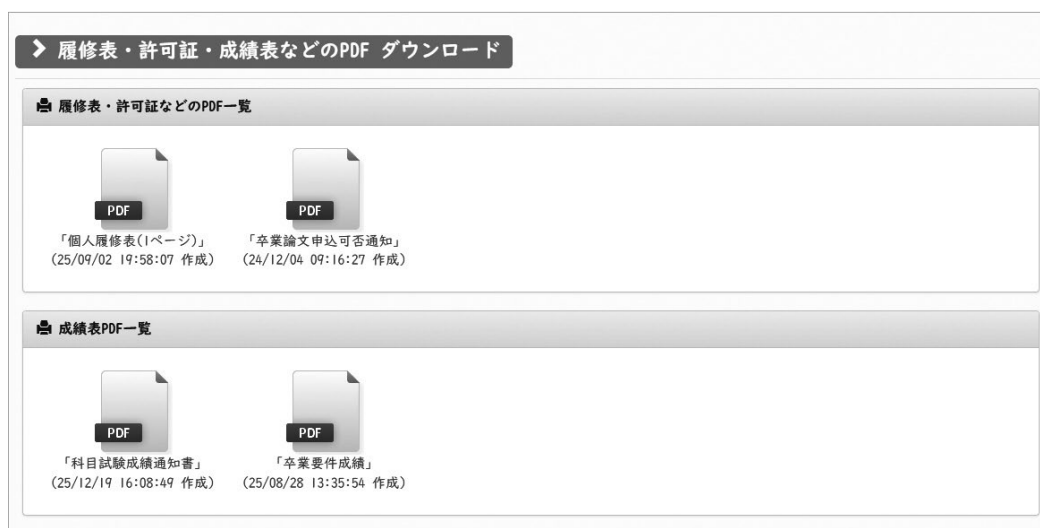 履修表・許可証・成績表などのPDF ダウンロード
履修表・許可証などのPDF一覧
PDF
PDF
「個人履修表(1ページ)」
「卒業論文申込可否通知」
(25/09/02 19:58:07 作成)
(24/12/04 09:16:27 作成)
成績表PDF一覧
PDF
PDF
「科目試験成績通知書」
「卒業要件成績」
(25/12/19 16:08:49 作成)
(25/08/28 13:35:54 作成)